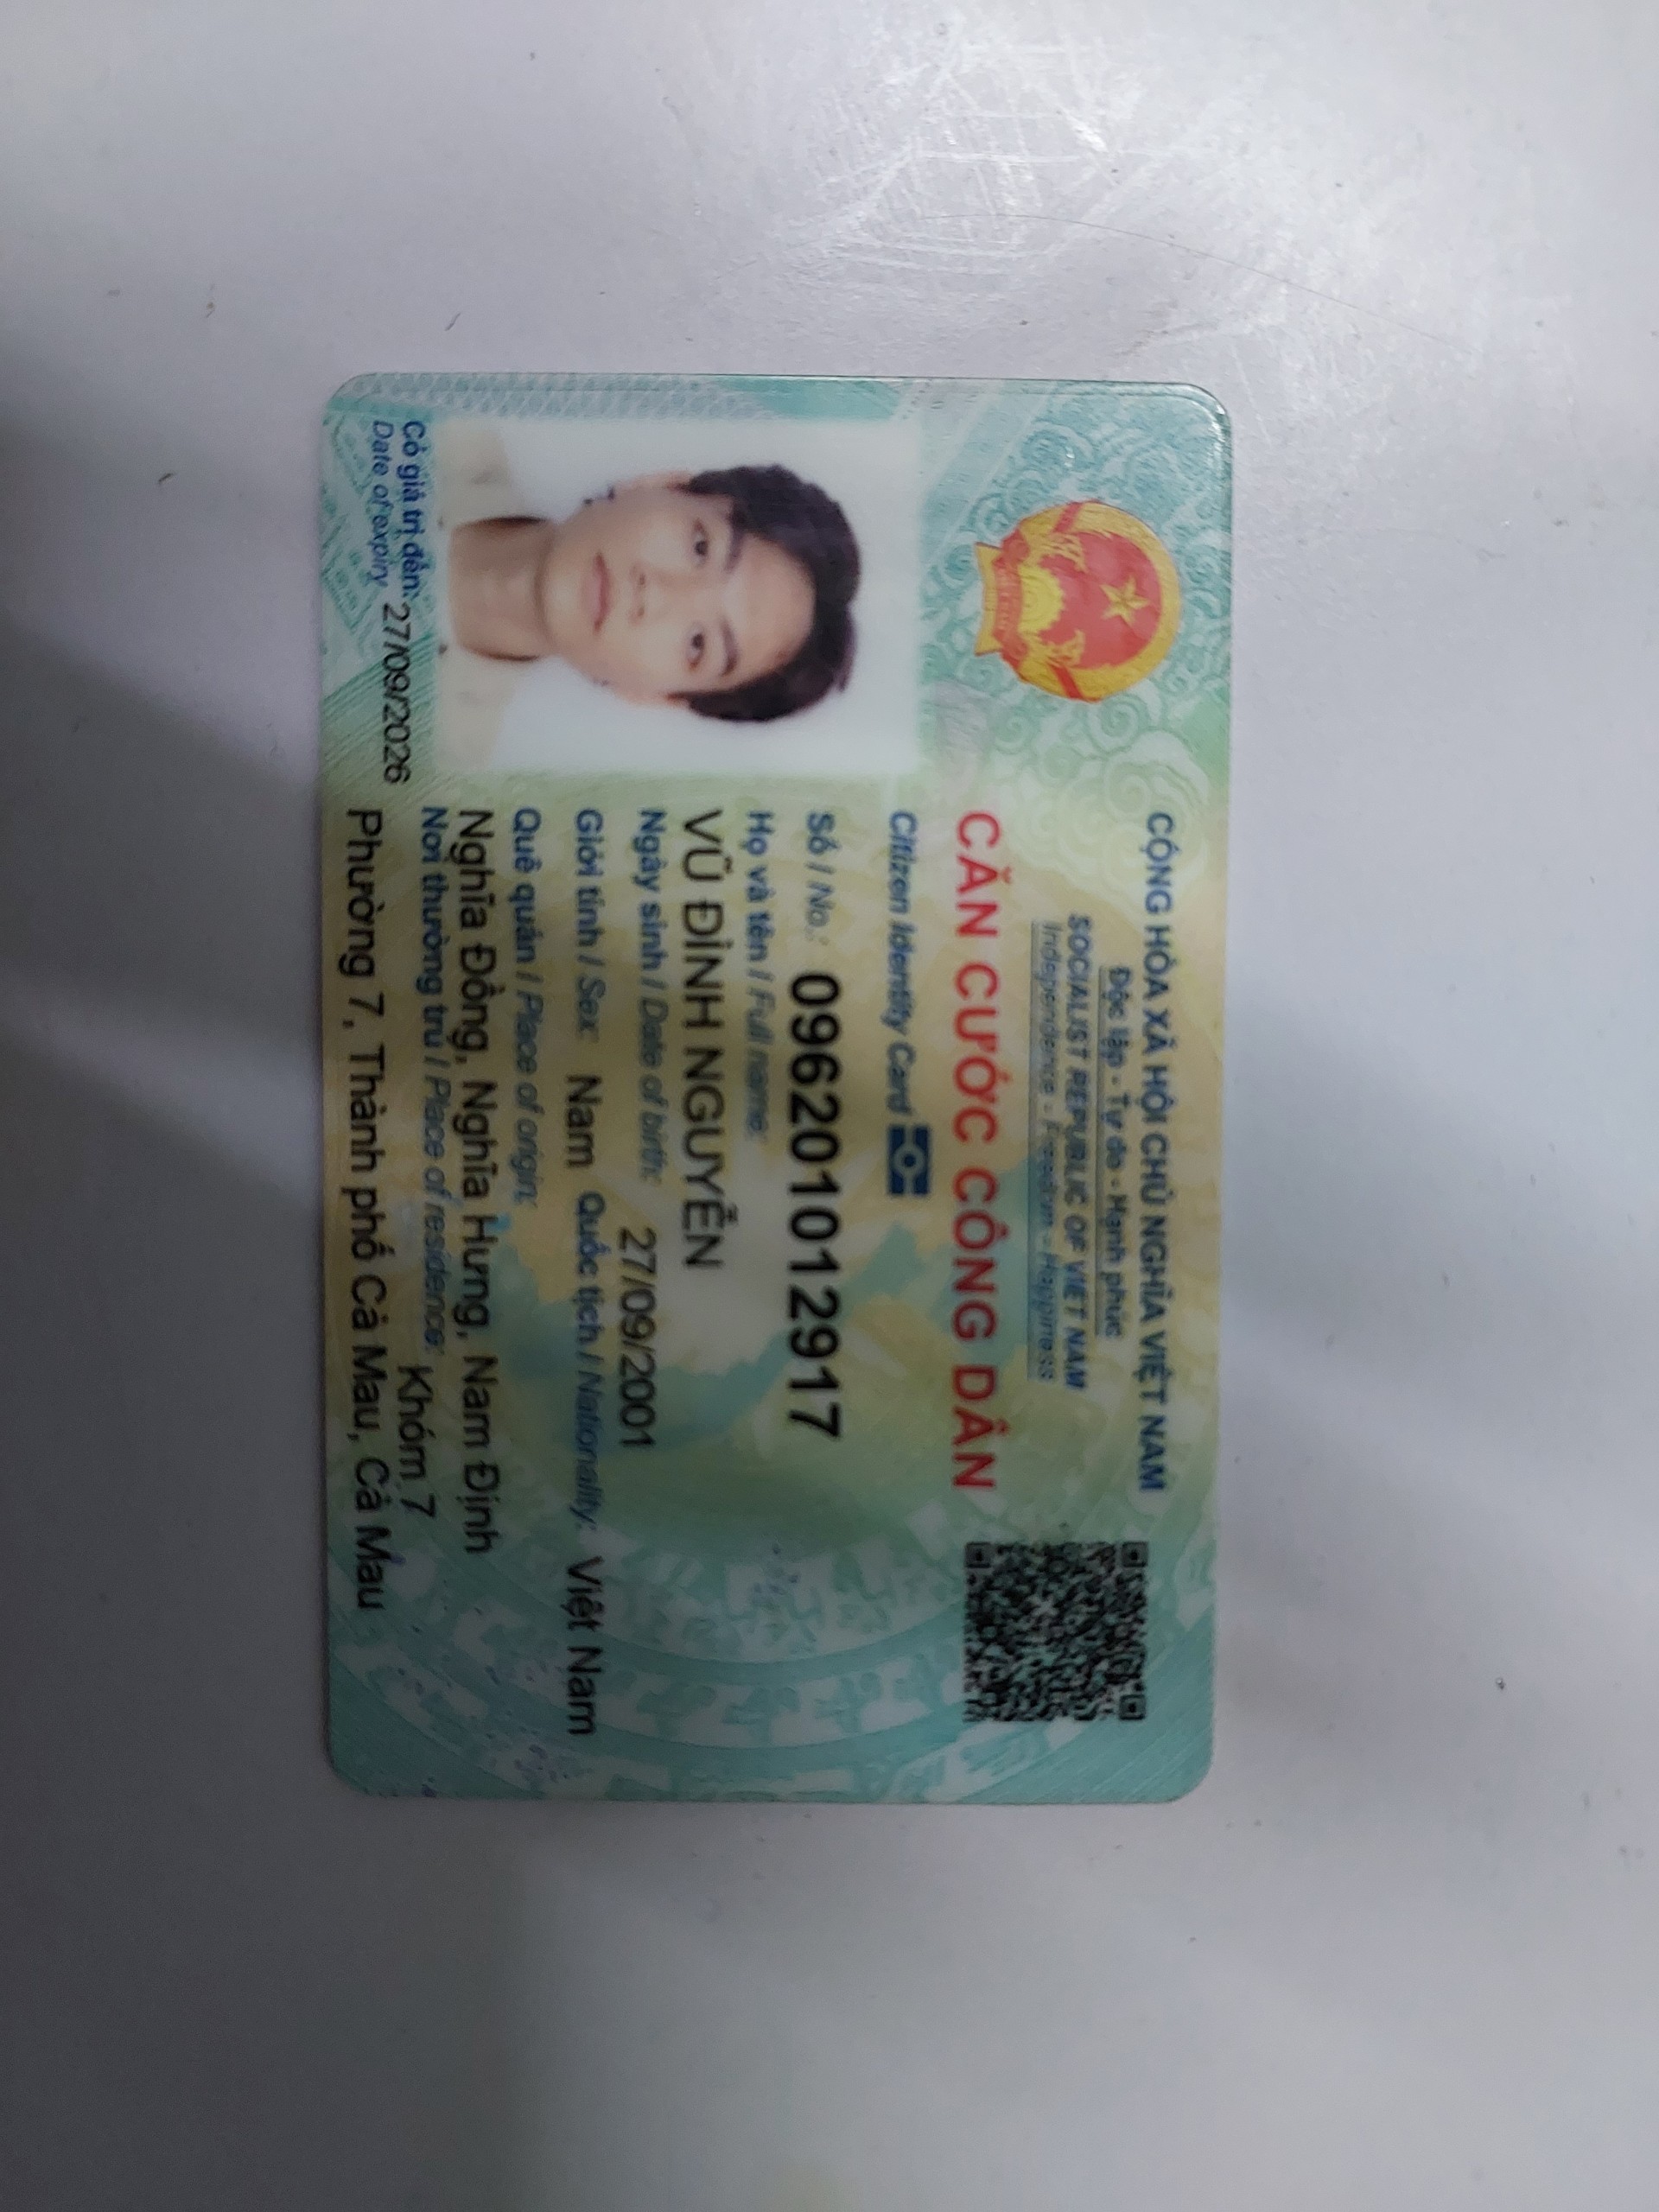 CỘNG HÒA XÃ HỘI CHỦ NGHĨA VIỆT NAM
Độc lập - Tự do - Hạnh phúc
SOCIALIST REPUBLIC OF VIET NAM
Independence - Freedom - Happiness
CĂN CƯỚC CÔNG DÂN
Citizen Identity Card
Số / No.: 096201012917
Họ và tên / Full name:
VŨ ĐÌNH NGUYỄN
Ngày sinh / Date of birth: 27/09/2001
Giới tính / Sex: Nam Quốc tịch / Nationality: Việt Nam
Quê quán / Place of origin:
Nghĩa Đồng, Nghĩa Hưng, Nam Định
Nơi thường trú / Place of residence: Khóm 7
Phường 7, Thành phố Cà Mau, Cà Mau
Có giá trị đến: 27/09/2026
Date of expiry